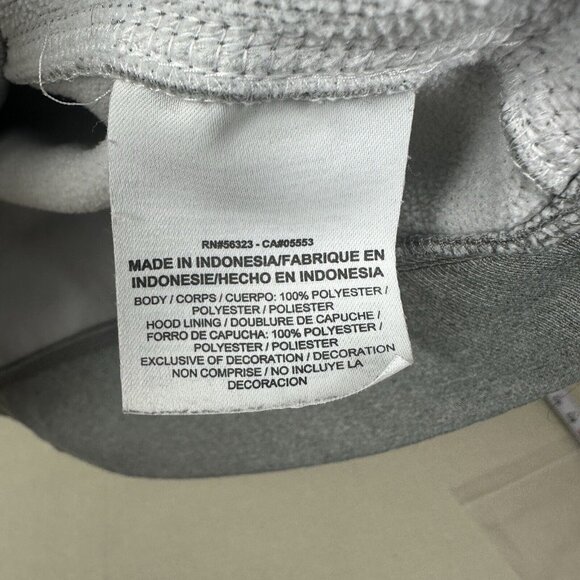 RN#56323 - CA#05553
MADE IN INDONESIA/FABRIQUE EN
INDONESIE/HECHO EN INDONESIA
BODY / CORPS / CUERPO: 100% POLYESTER /
POLYESTER / POLIESTER
HOOD LINING / DOUBLURE DE CAPUCHE /
FORRO DE CAPUCHA: 100% POLYESTER /
POLYESTER / POLIESTER
EXCLUSIVE OF DECORATION / DECORATION
NON COMPRISE / NO INCLUYE LA
DECORACION